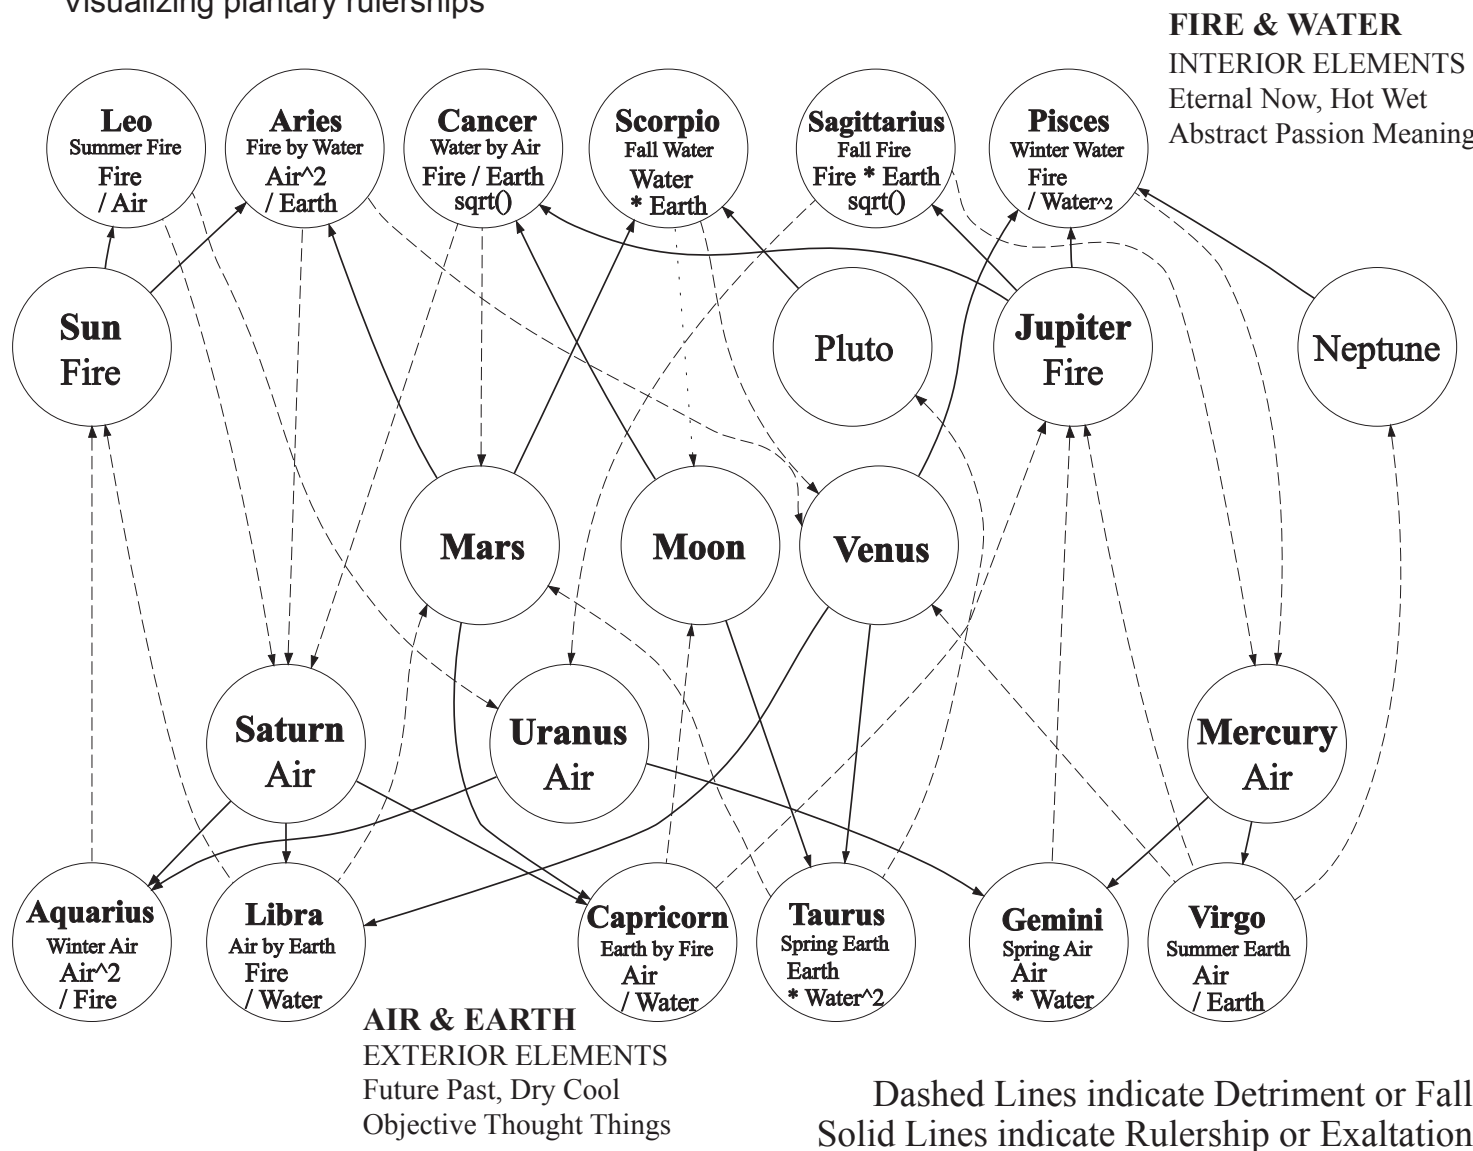 visualizing plantary rulerships
FIRE & WATER
INTERIOR ELEMENTS
Eternal Now, Hot Wet
Abstract Passion Meaning
Leo
Summer Fire
Fire
/ Air
Aries
Fire by Water
Air^2
/ Earth
Cancer
Water by Air
Fire / Earth
sqrt()
Scorpio
Fall Water
Water
* Earth
Sagittarius
Fall Fire
Fire * Earth
sqrt()
Pisces
Winter Water
Fire
/ Water^2
Sun
Fire
Pluto
Jupiter
Fire
Neptune
Mars
Moon
Venus
Saturn
Air
Uranus
Air
Mercury
Air
Aquarius
Winter Air
Air^2
/ Fire
Libra
Air by Earth
Fire
/ Water
Capricorn
Earth by Fire
Air
/ Water
Taurus
Spring Earth
Earth
* Water^2
Gemini
Spring Air
Air
* Water
Virgo
Summer Earth
Air
/ Earth
AIR & EARTH
EXTERIOR ELEMENTS
Future Past, Dry Cool
Objective Thought Things
Dashed Lines indicate Detriment or Fall
Solid Lines indicate Rulership or Exaltation